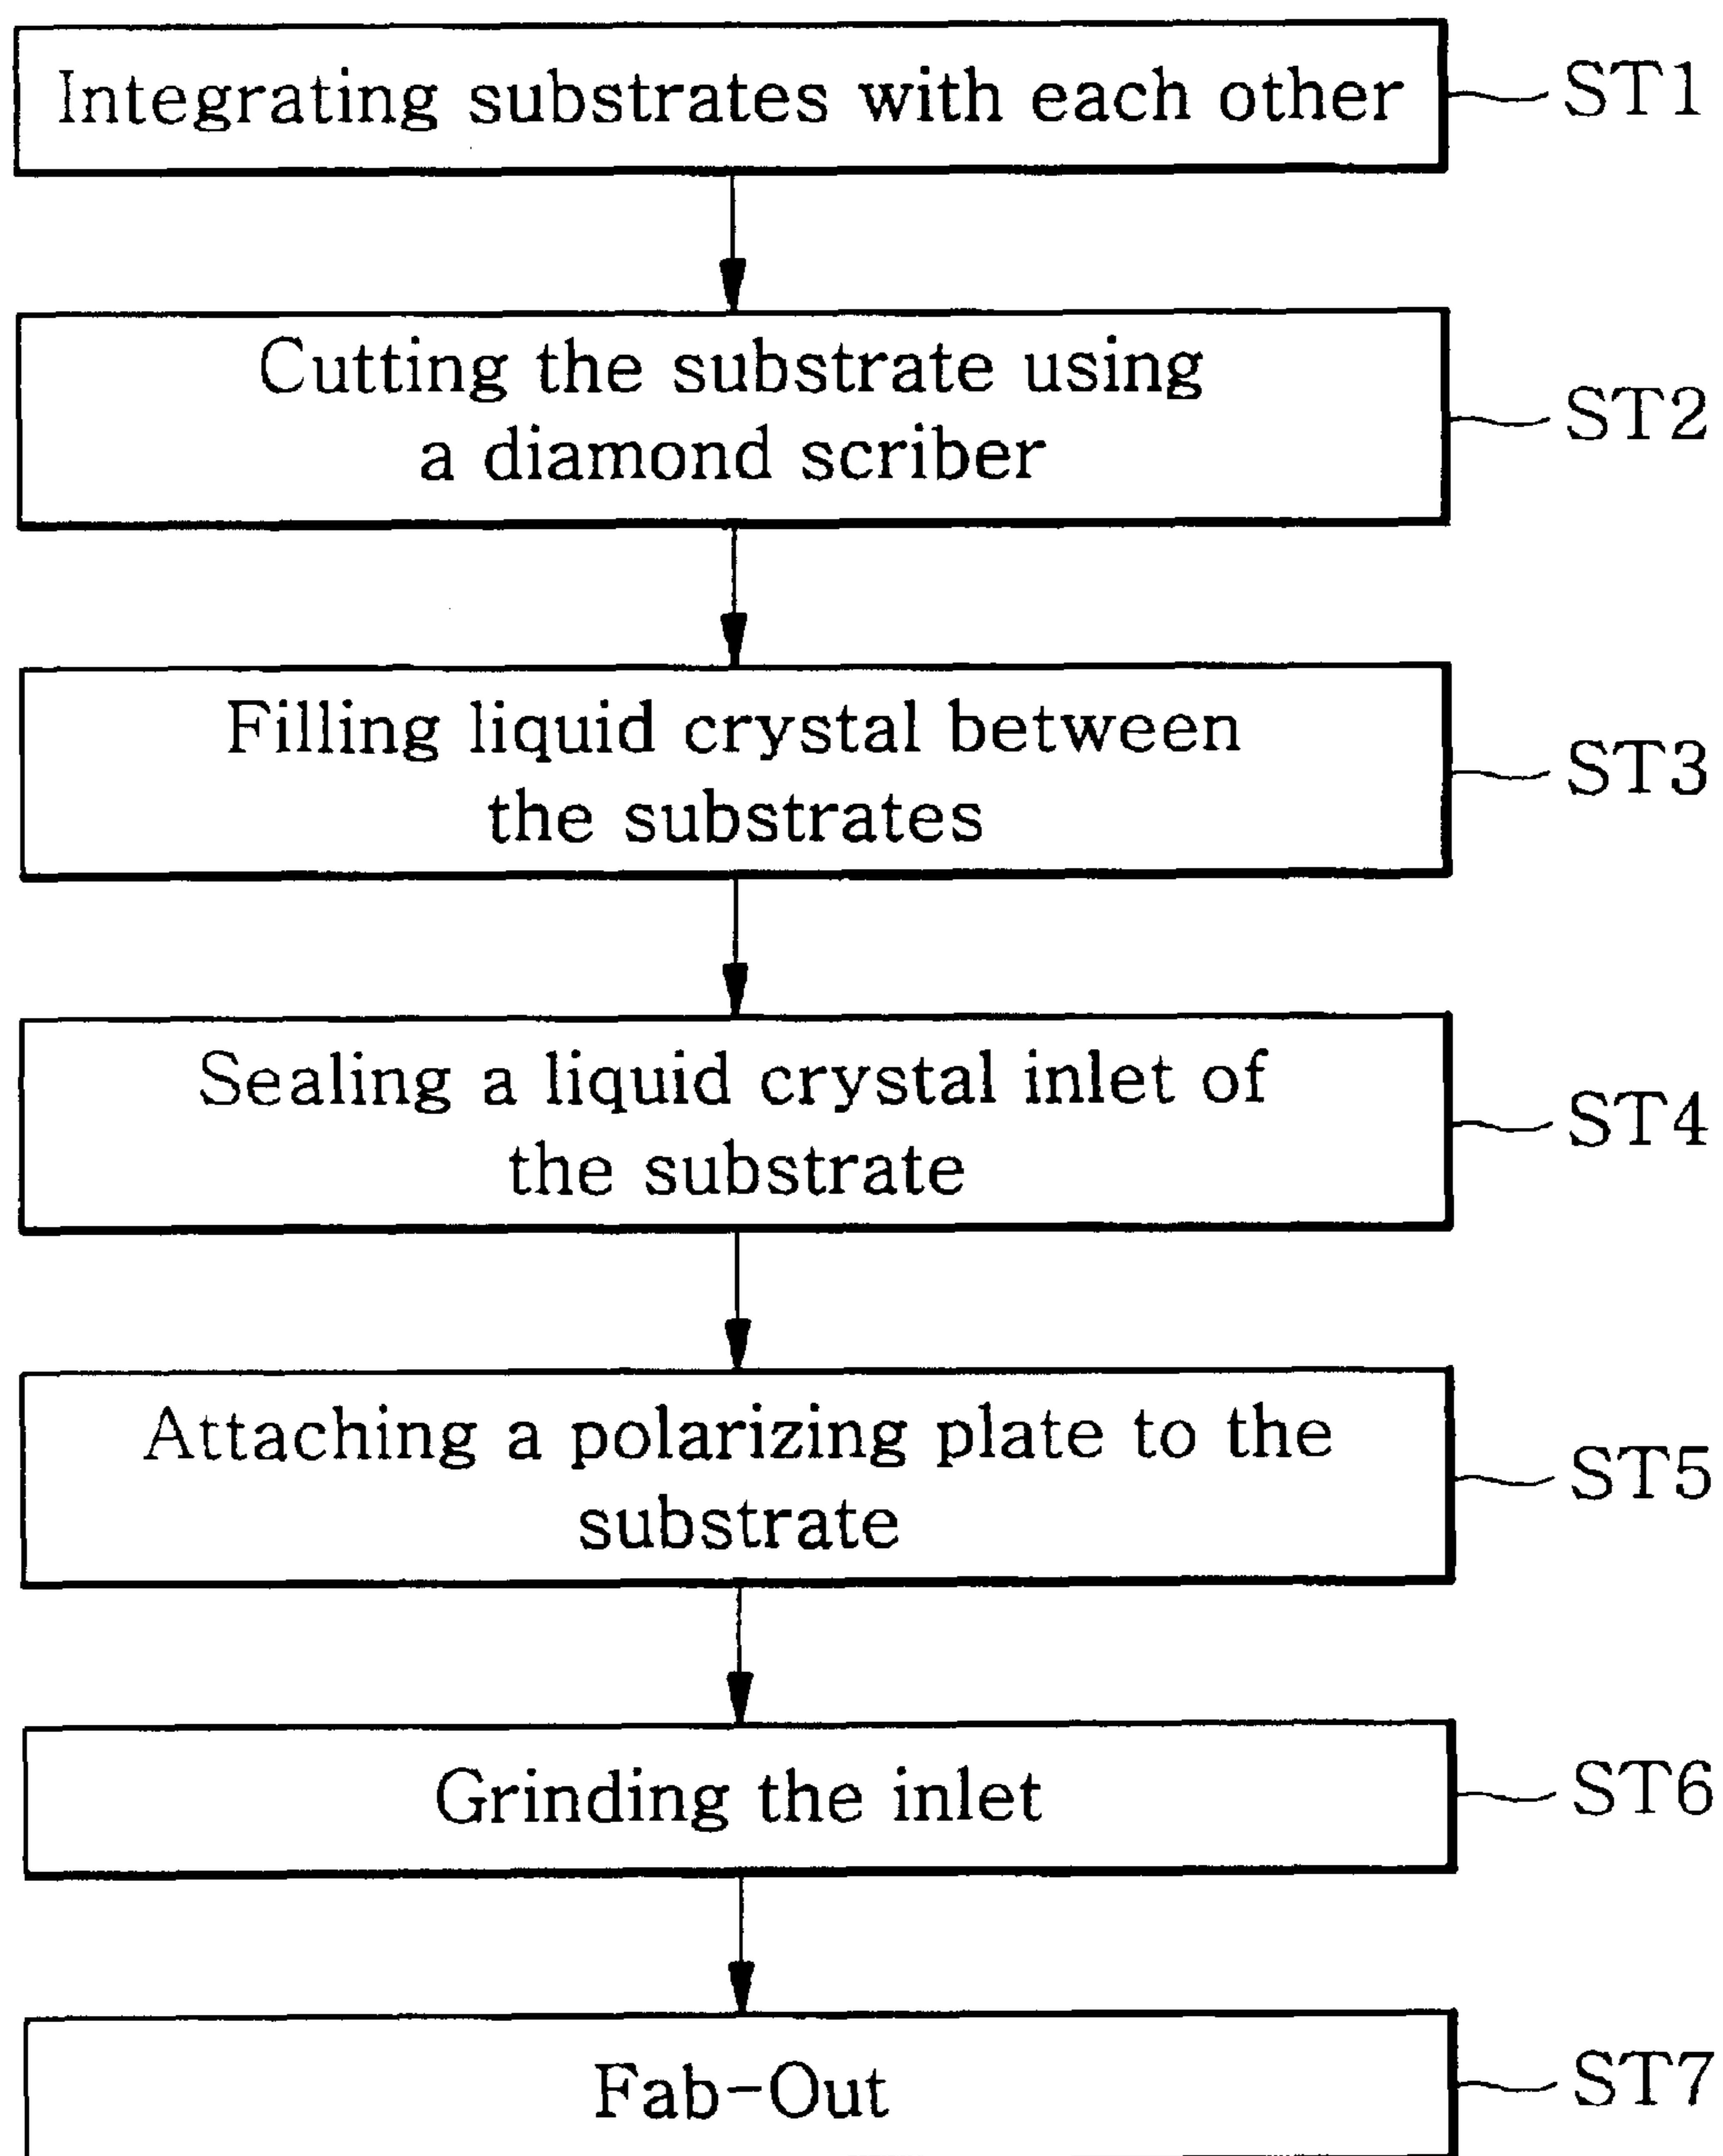 Integrating substrates with each other ST1
Cutting the substrate using
a diamond scriber
ST2
Filling liquid crystal between
the substrates
ST3
Sealing a liquid crystal inlet of
the substrate
ST4
Attaching a polarizing plate to the
substrate
ST5
Grinding the inlet ST6
Fab-Out ST7